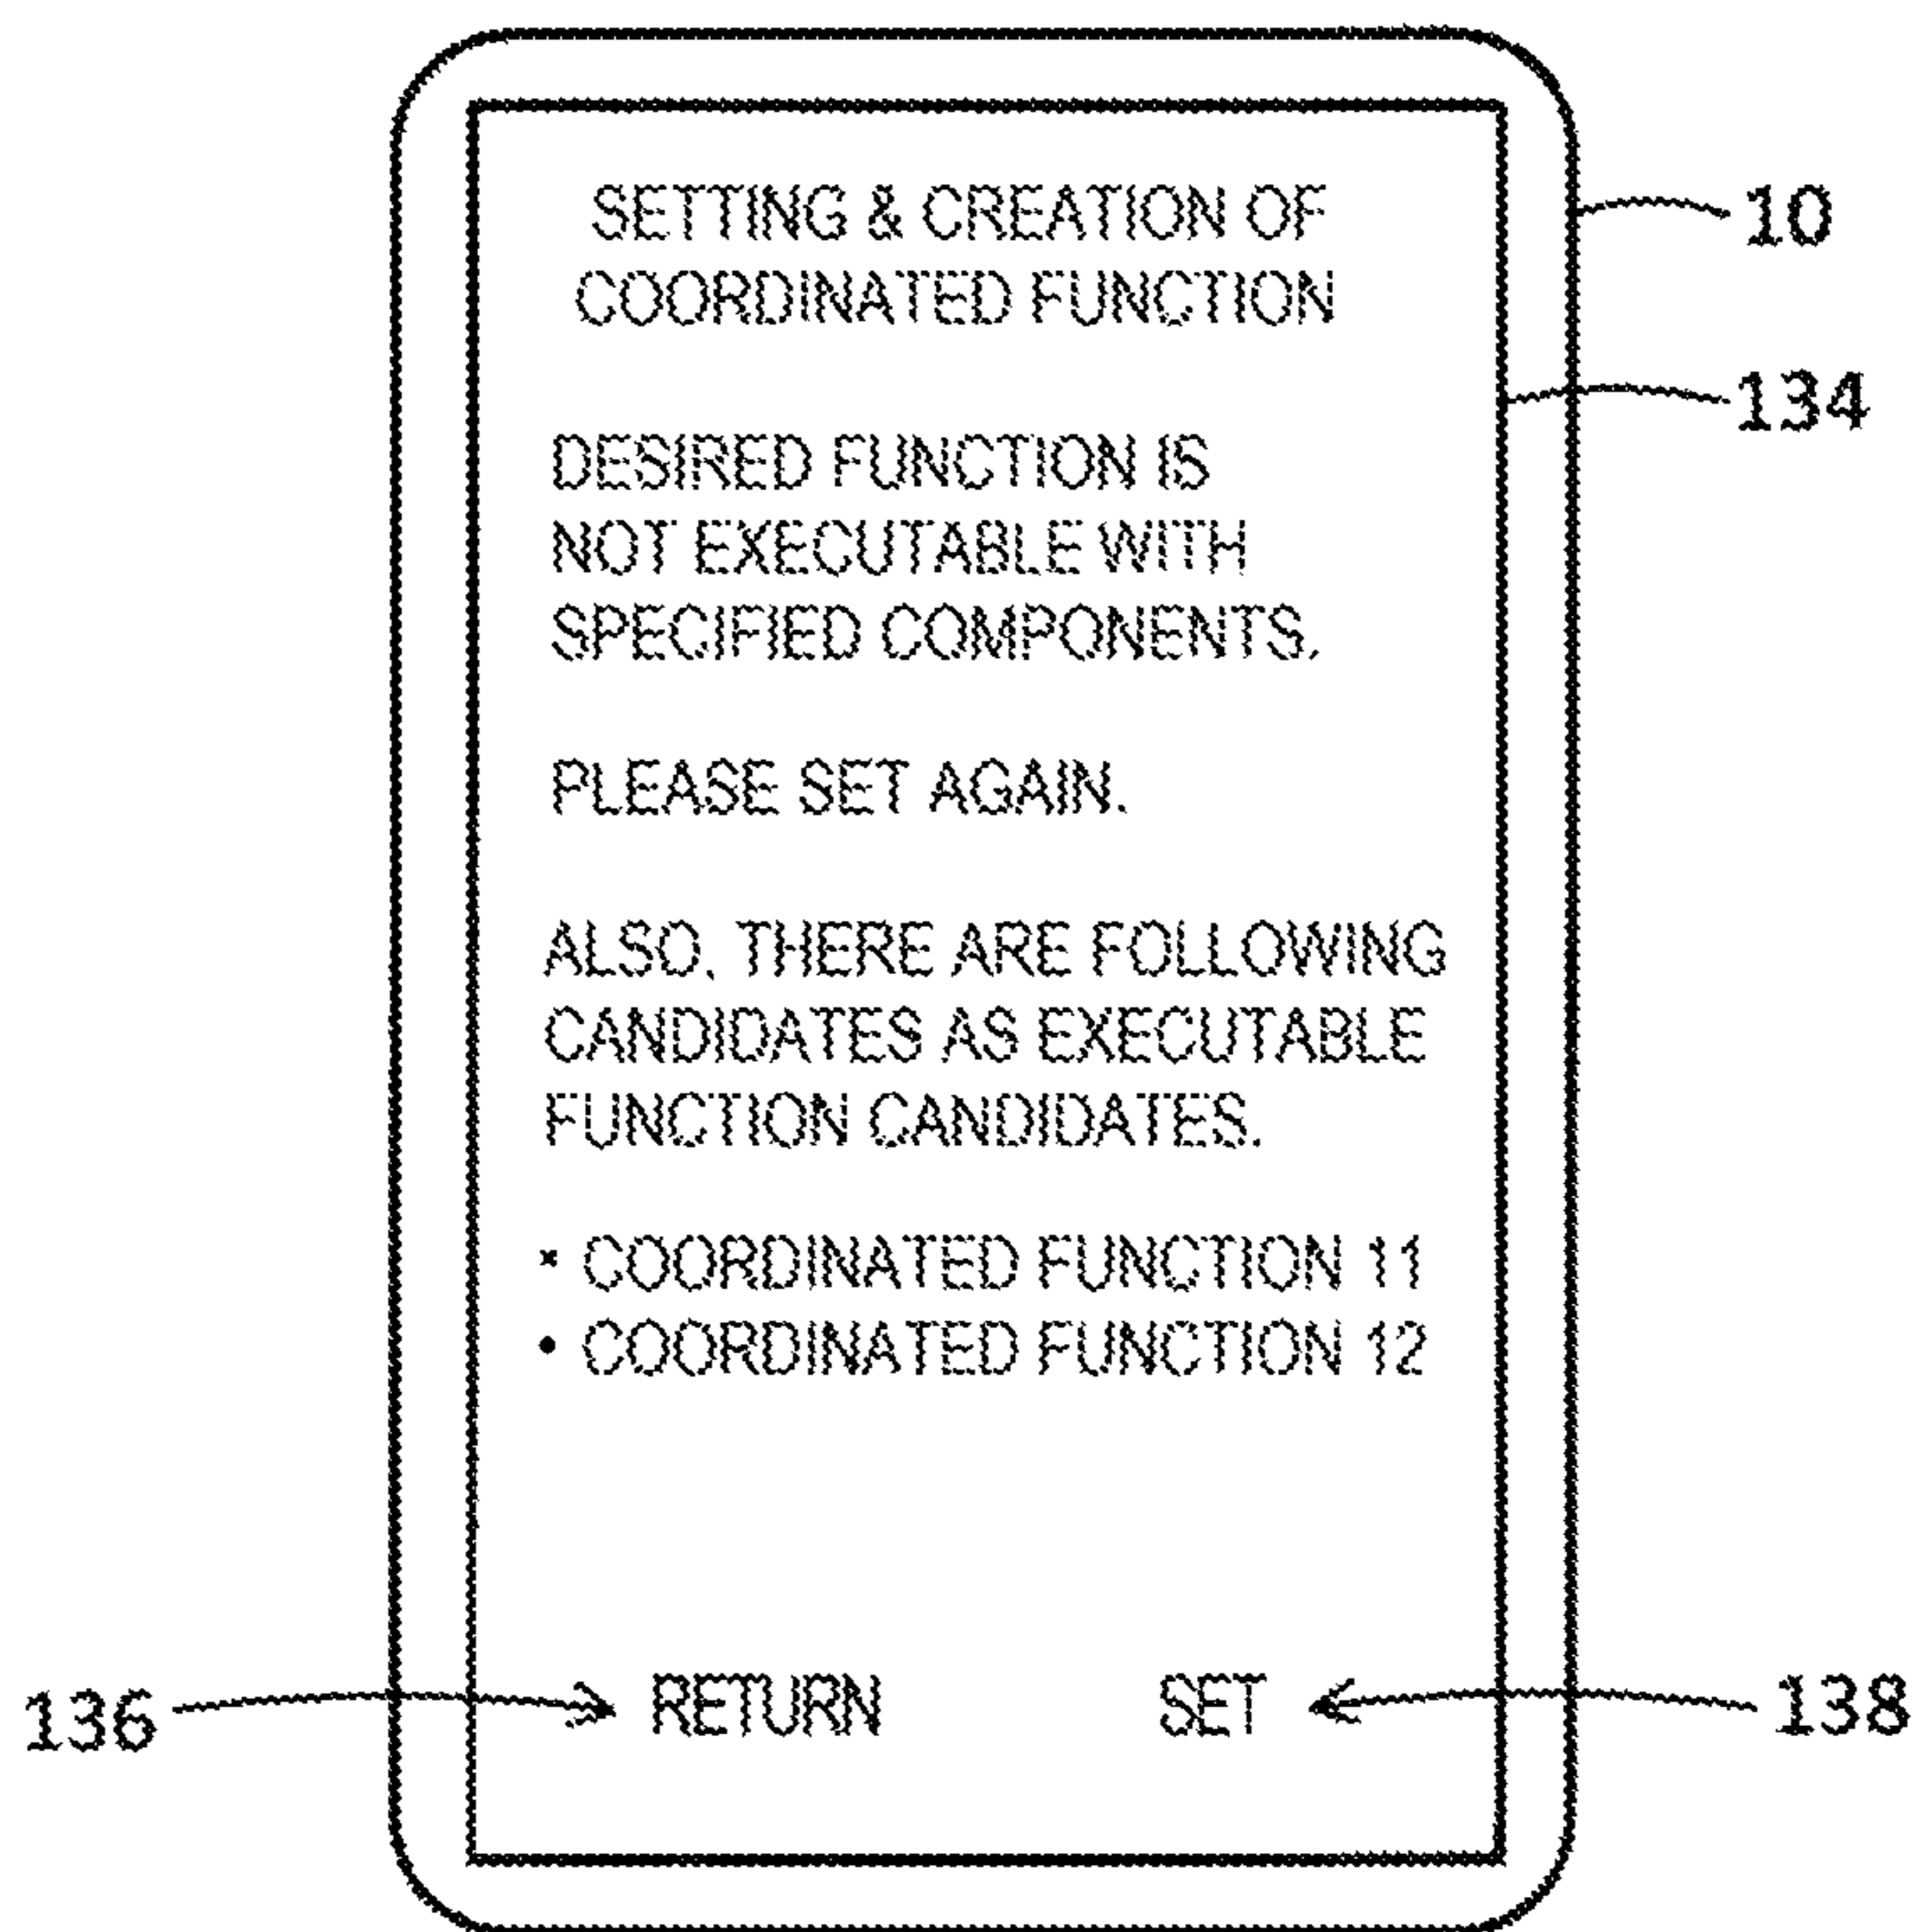 SETTING & CREATION OF
COORDINATED FUNCTION
10
134
DESIRED FUNCTION IS
NOT EXECUTABLE WITH
SPECIFIED COMPONENTS.
PLEASE SET AGAIN.
ALSO, THERE ARE FOLLOWING
CANDIDATES AS EXECUTABLE
FUNCTION CANDIDATES.
• COORDINATED FUNCTION 11
• COORDINATED FUNCTION 12
136 RETURN SET 138